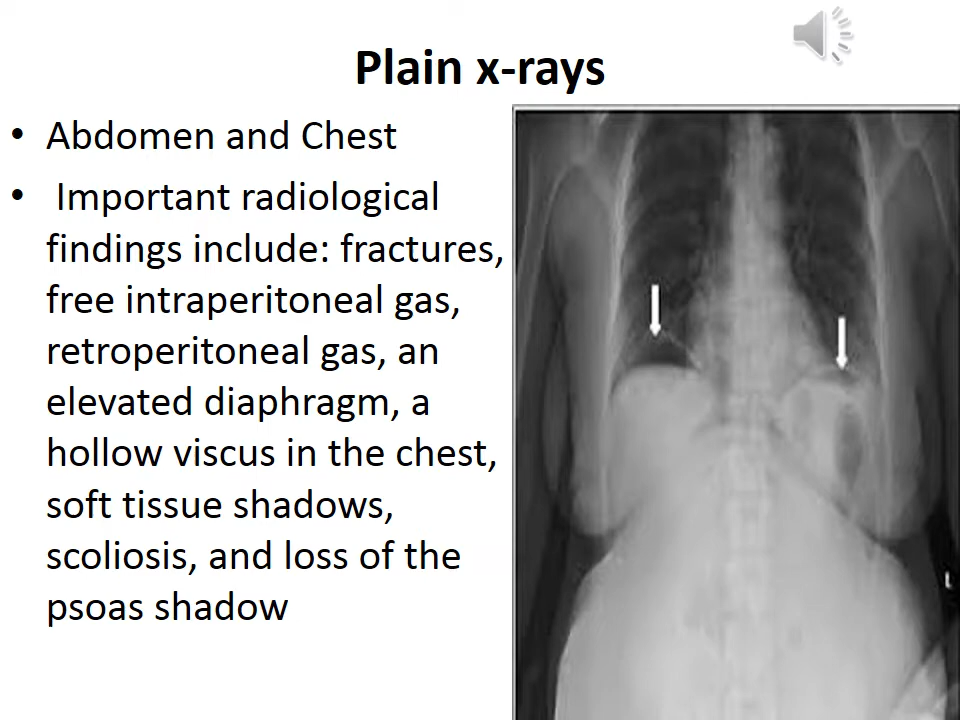 Plain x-rays
• Abdomen and Chest
• Important radiological
findings include: fractures,
free intraperitoneal gas,
retroperitoneal gas, an
elevated diaphragm, a
hollow viscus in the chest,
soft tissue shadows,
scoliosis, and loss of the
psoas shadow